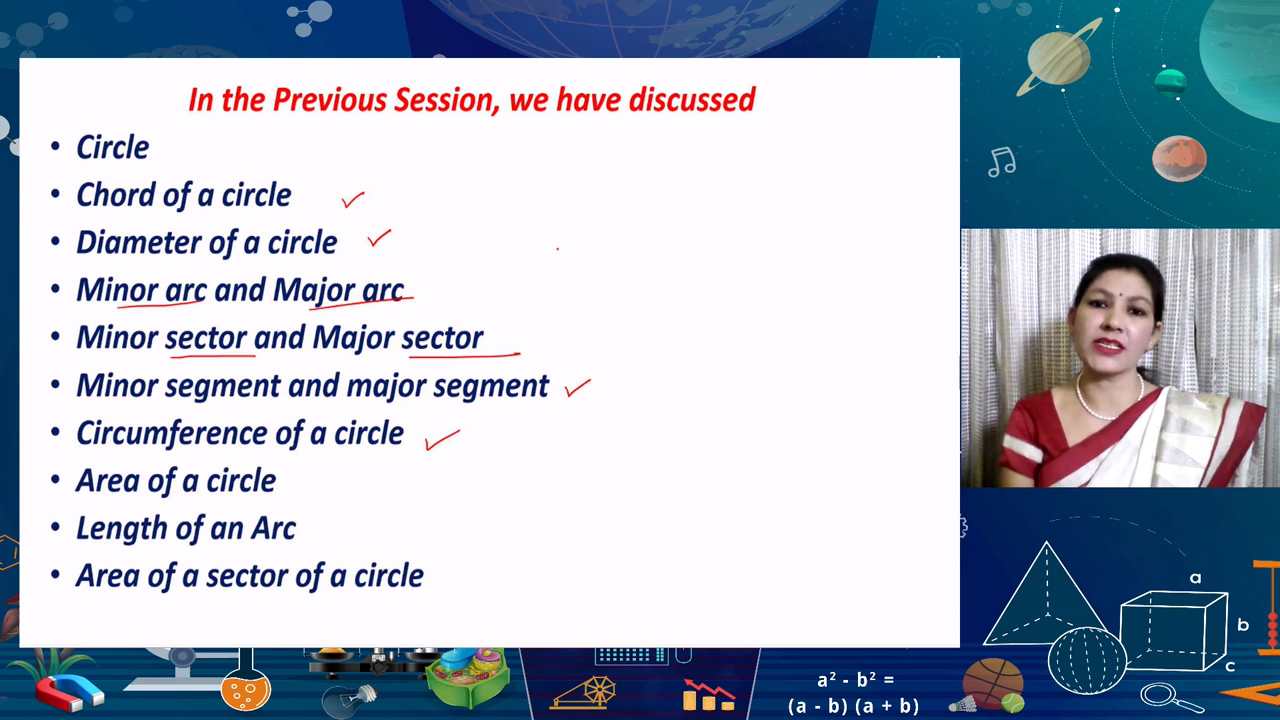 In the Previous Session, we have discussed
• Circle
• Chord of a circle
• Diameter of a circle
• Minor arc and Major arc
• Minor sector and Major sector
• Minor segment and major segment
• Circumference of a circle
• Area of a circle
• Length of an Arc
• Area of a sector of a circle
a
b
c
a² - b² =
(a - b) (a + b)